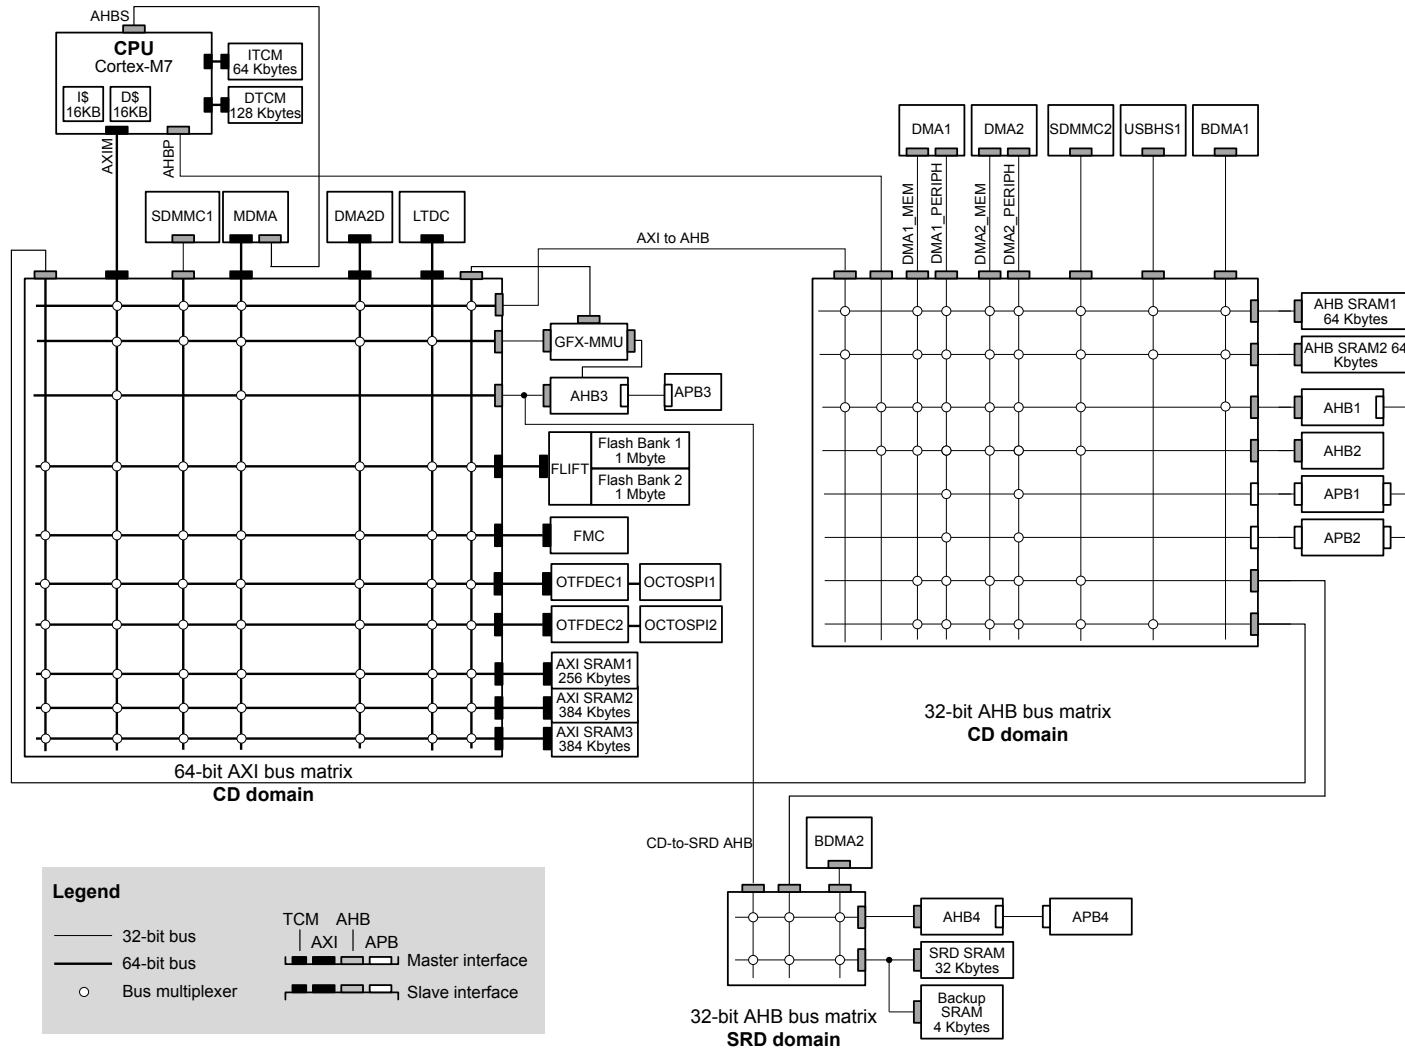 AHBS
CPU
Cortex-M7
I$
16KB
D$
16KB
ITCM
64 Kbytes
DTCM
128 Kbytes
AXIM
AHBP
SDMMC1
MDMA
DMA2D
LTDC
AXI to AHB
DMA1
DMA2
SDMMC2
USBHS1
BDMA1
DMA1_MEM
DMA1_PERIPH
DMA2_MEM
DMA2_PERIPH
GFX-MMU
AHB3
APB3
FLIFT
Flash Bank 1
1 Mbyte
Flash Bank 2
1 Mbyte
FMC
OTFDEC1
OCTOSPI1
OTFDEC2
OCTOSPI2
AXI SRAM1
256 Kbytes
AXI SRAM2
384 Kbytes
AXI SRAM3
384 Kbytes
64-bit AXI bus matrix
CD domain
AHB SRAM1
64 Kbytes
AHB SRAM2 64
Kbytes
AHB1
AHB2
APB1
APB2
32-bit AHB bus matrix
CD domain
CD-to-SRD AHB
BDMA2
AHB4
APB4
SRD SRAM
32 Kbytes
Backup
SRAM
4 Kbytes
32-bit AHB bus matrix
SRD domain
Legend
32-bit bus
64-bit bus
Bus multiplexer
TCM
AHB
AXI
APB
Master interface
Slave interface